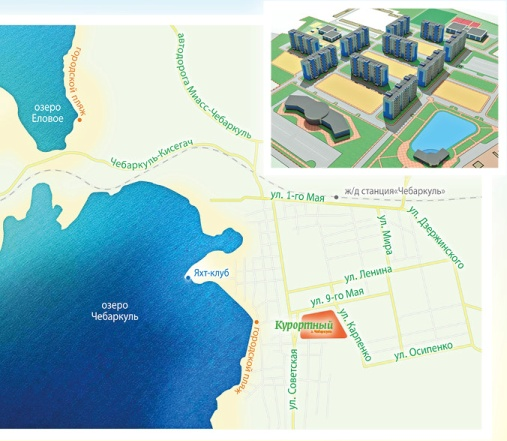 городской пляж
автодорога Миасс-Чебаркуль
озеро
Еловое
Чебаркуль-Кисегач
ж/д станция«Чебаркуль»
ул. 1-го Мая
ул. Дзержинского
ул. Мира
Яхт-клуб
ул. Ленина
озеро
Чебаркуль
ул. 9-го Мая
Курортный
ул. Карпенко
городской пляж
ул. Осипенко
ул. Советская